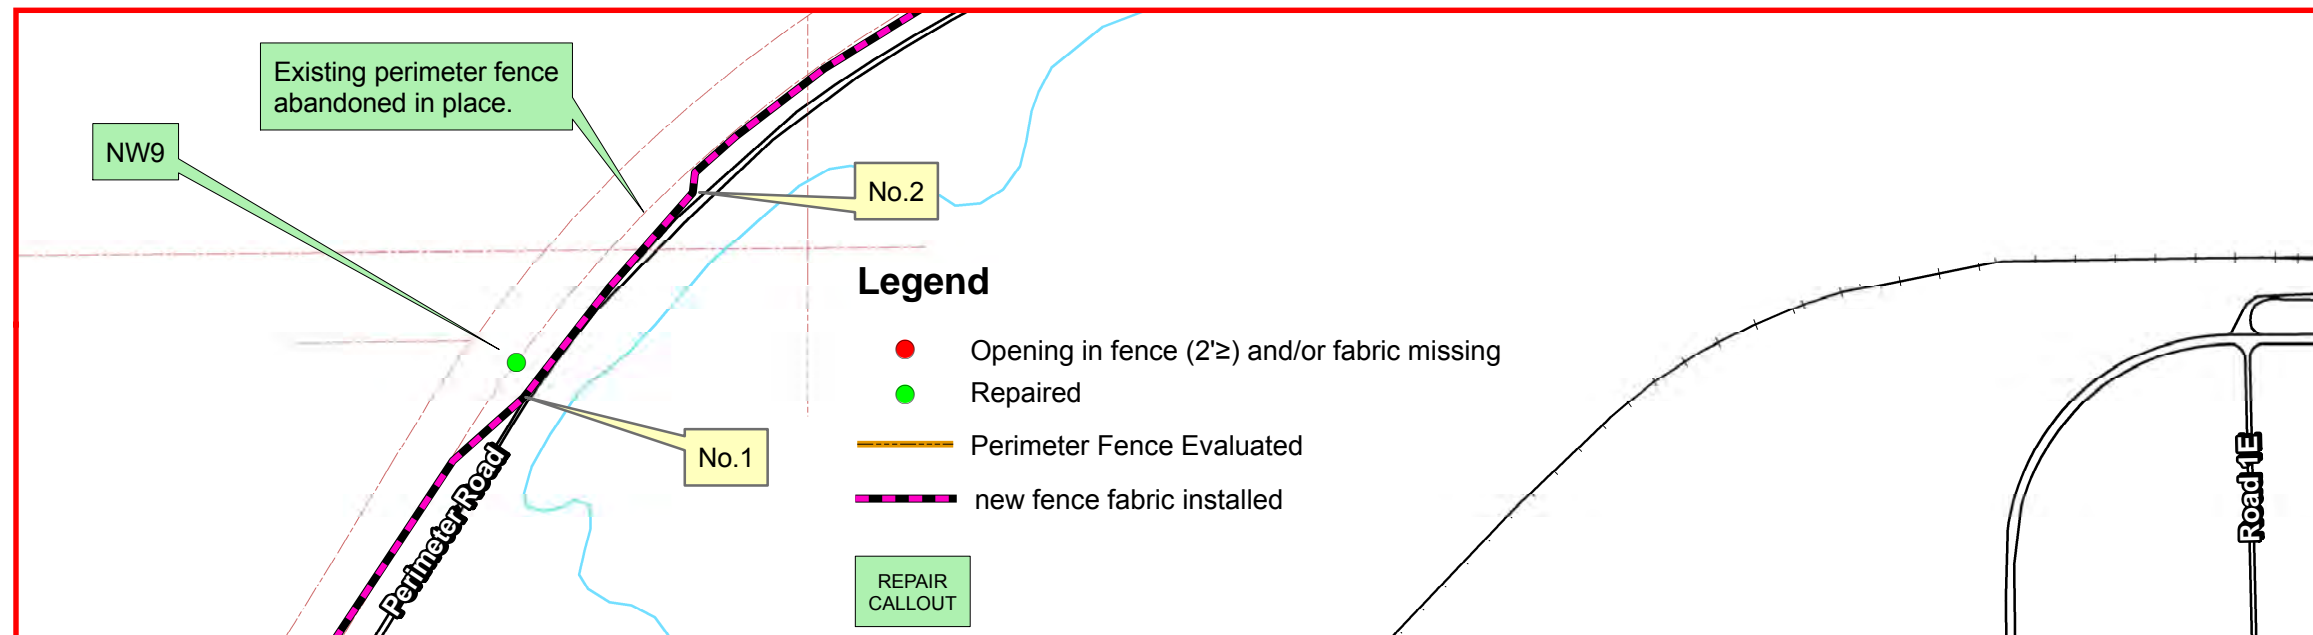 Existing perimeter fence
abandoned in place.
NW9
No.2
No.1
Perimeter Road
Legend
Opening in fence (2'≥) and/or fabric missing
Repaired
Perimeter Fence Evaluated
new fence fabric installed
REPAIR
CALLOUT
Road 1E